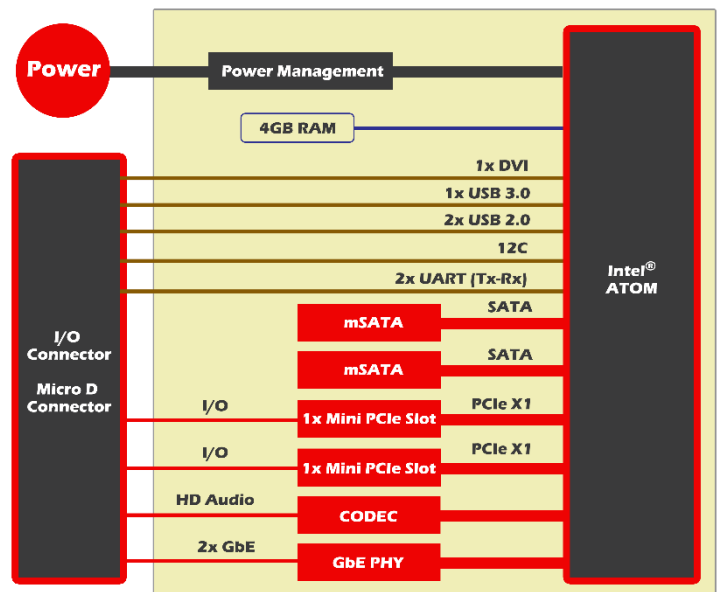 Power
Power Management
4GB RAM
1x DVI
1x USB 3.0
2x USB 2.0
12C
2x UART (Tx-Rx)
Intel®
ATOM
SATA
mSATA
SATA
mSATA
I/O
Connector
Micro D
Connector
I/O
1x Mini PCIe Slot
PCIe X1
I/O
1x Mini PCIe Slot
PCIe X1
HD Audio
CODEC
2x GbE
GbE PHY